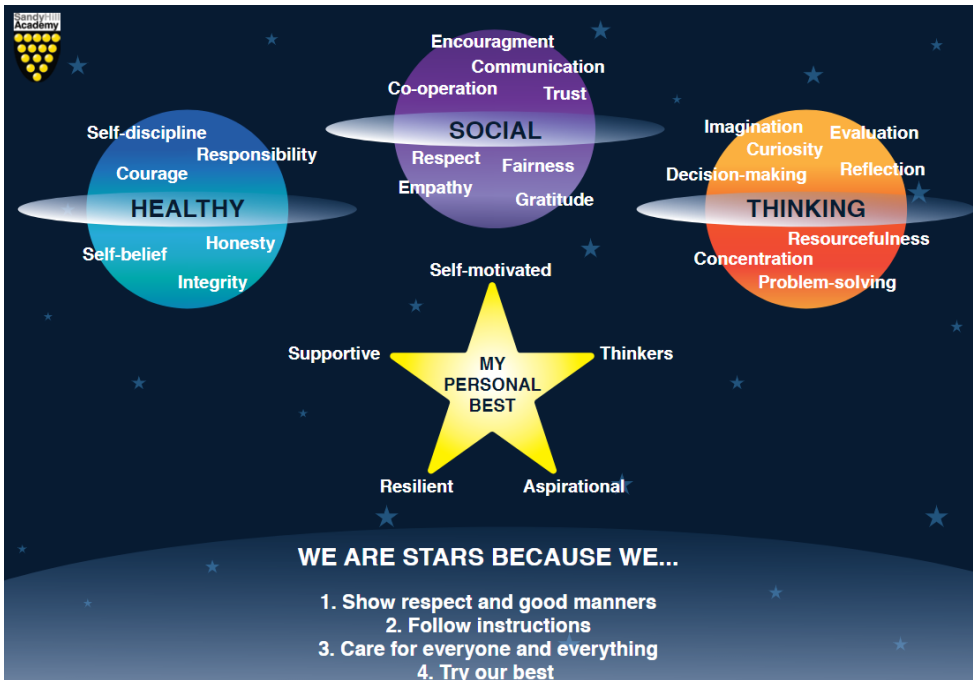 SandyHill
Academy
Encouragment
Communication
Co-operation
Trust
SOCIAL
Respect
Fairness
Empathy
Gratitude
Self-discipline
Responsibility
Courage
HEALTHY
Honesty
Self-belief
Integrity
Imagination
Evaluation
Curiosity
Decision-making
Reflection
THINKING
Resourcefulness
Concentration
Problem-solving
Self-motivated
Supportive
Thinkers
MY
PERSONAL
BEST
Resilient
Aspirational
WE ARE STARS BECAUSE WE...
1. Show respect and good manners
2. Follow instructions
3. Care for everyone and everything
4. Try our best